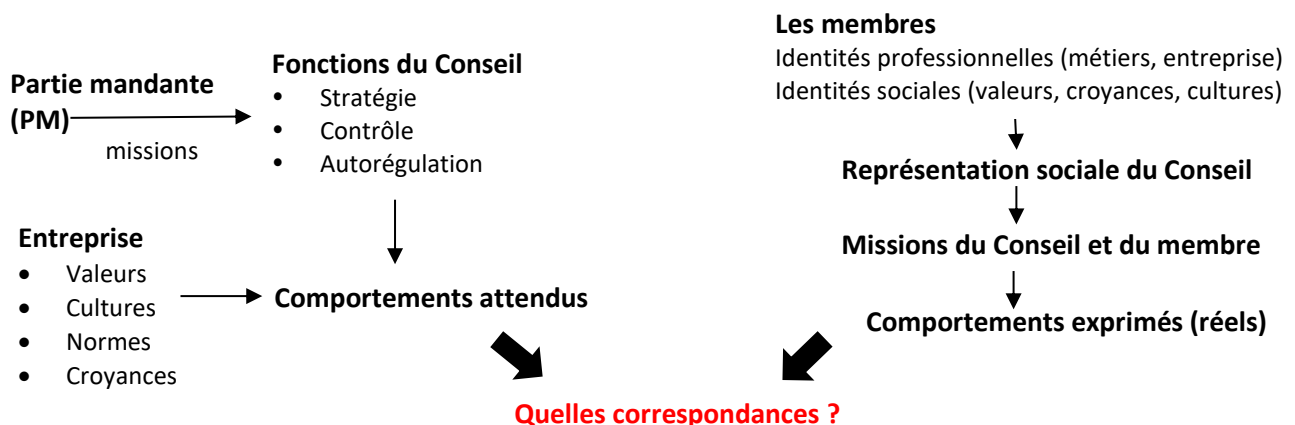 Partie mandante
(PM)
missions
Fonctions du Conseil
• Stratégie
• Contrôle
• Autorégulation
Entreprise
• Valeurs
• Cultures
• Normes
• Croyances
Comportements attendus
Les membres
Identités professionnelles (métiers, entreprise)
Identités sociales (valeurs, croyances, cultures)
Représentation sociale du Conseil
Missions du Conseil et du membre
Comportements exprimés (réels)
Quelles correspondances ?